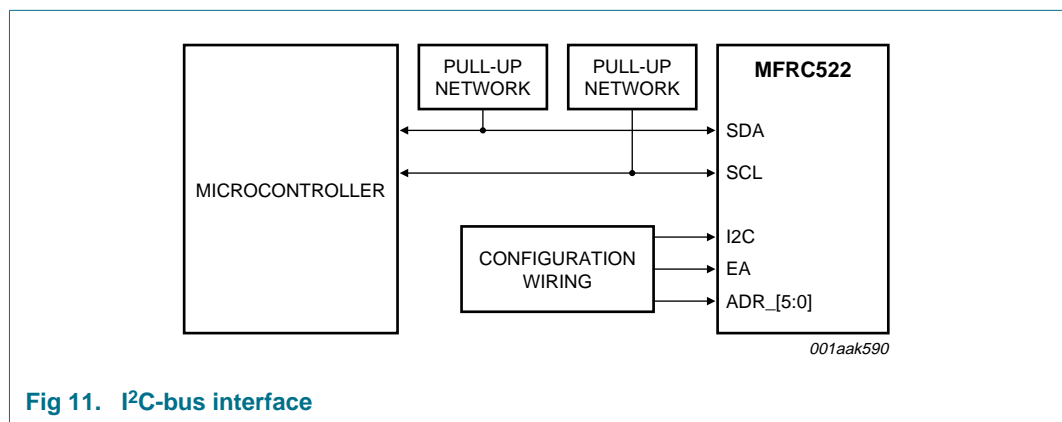 PULL-UP
NETWORK
PULL-UP
NETWORK
MFRC522
SDA
SCL
MICROCONTROLLER
I2C
CONFIGURATION
WIRING
EA
ADR_[5:0]
001aak590
Fig 11. I²C-bus interface